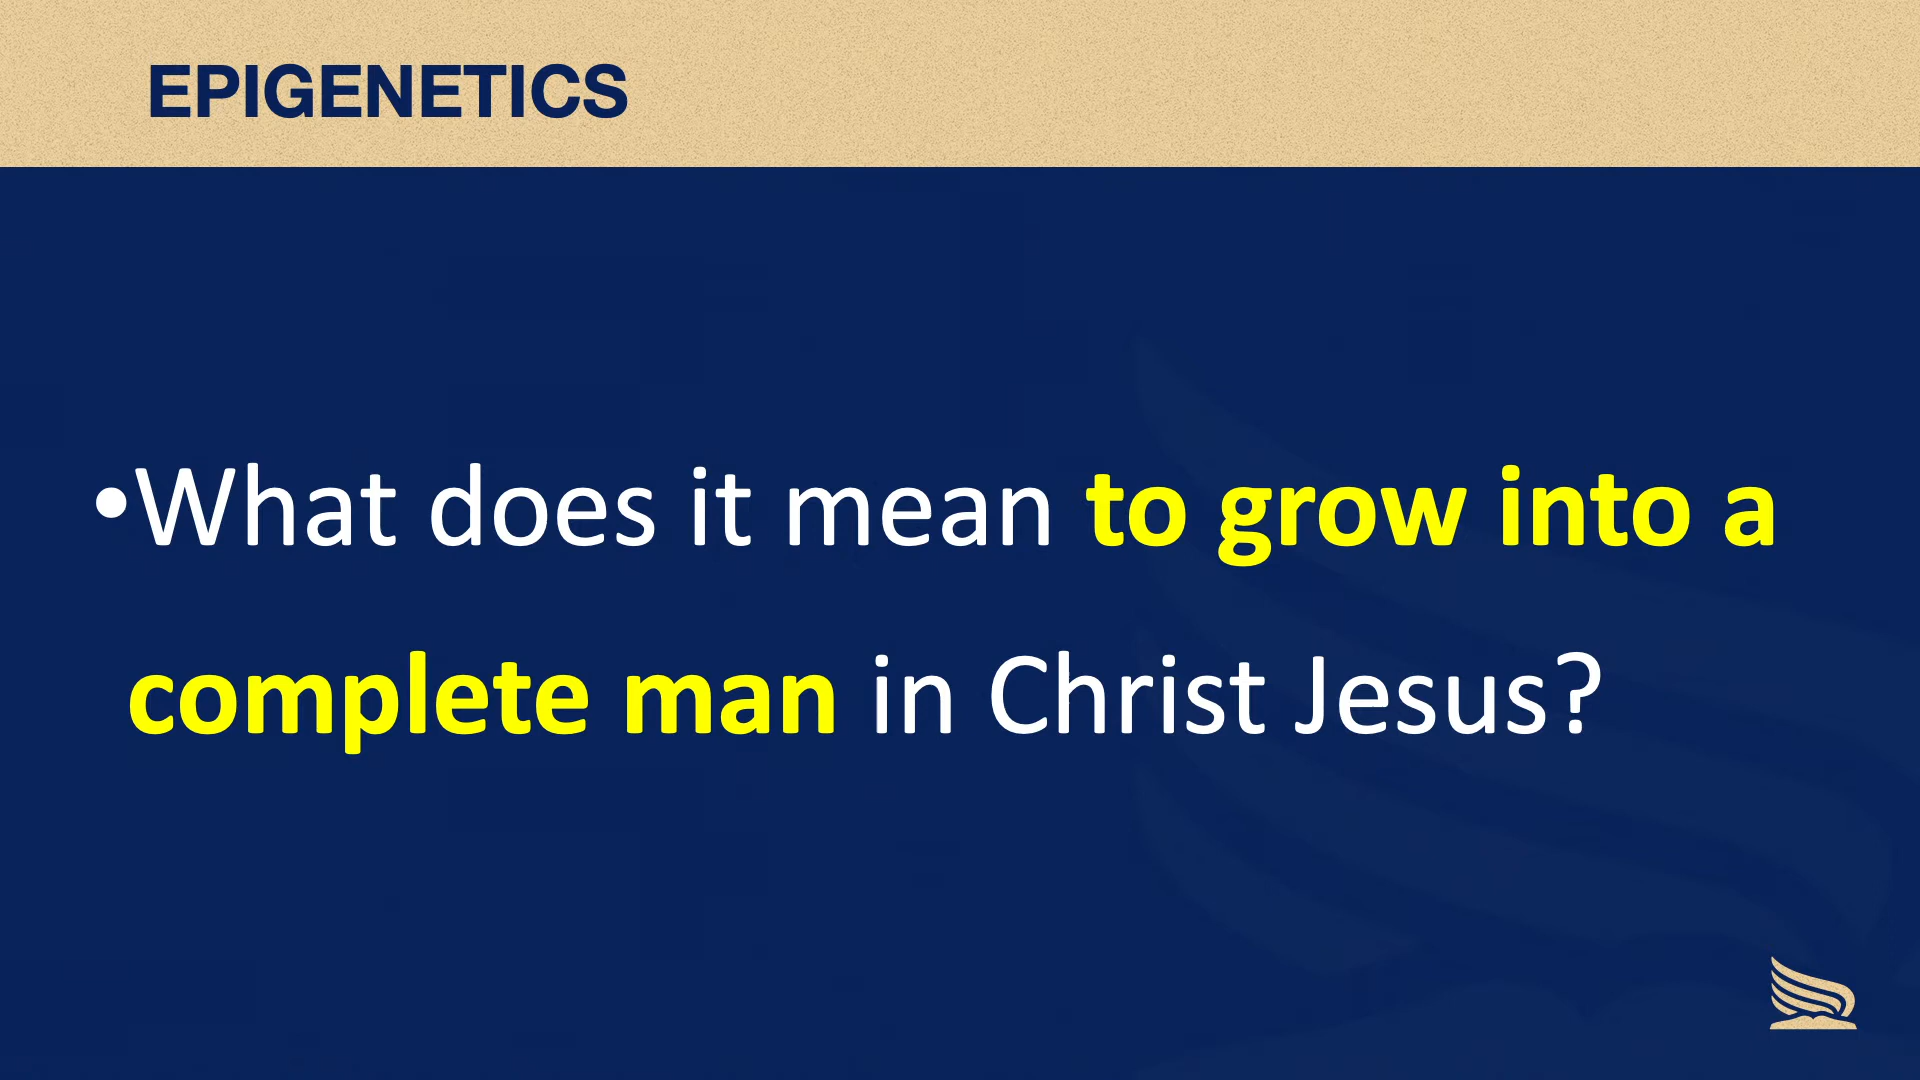 EPIGENETICS
•What does it mean to grow into a
complete man in Christ Jesus?